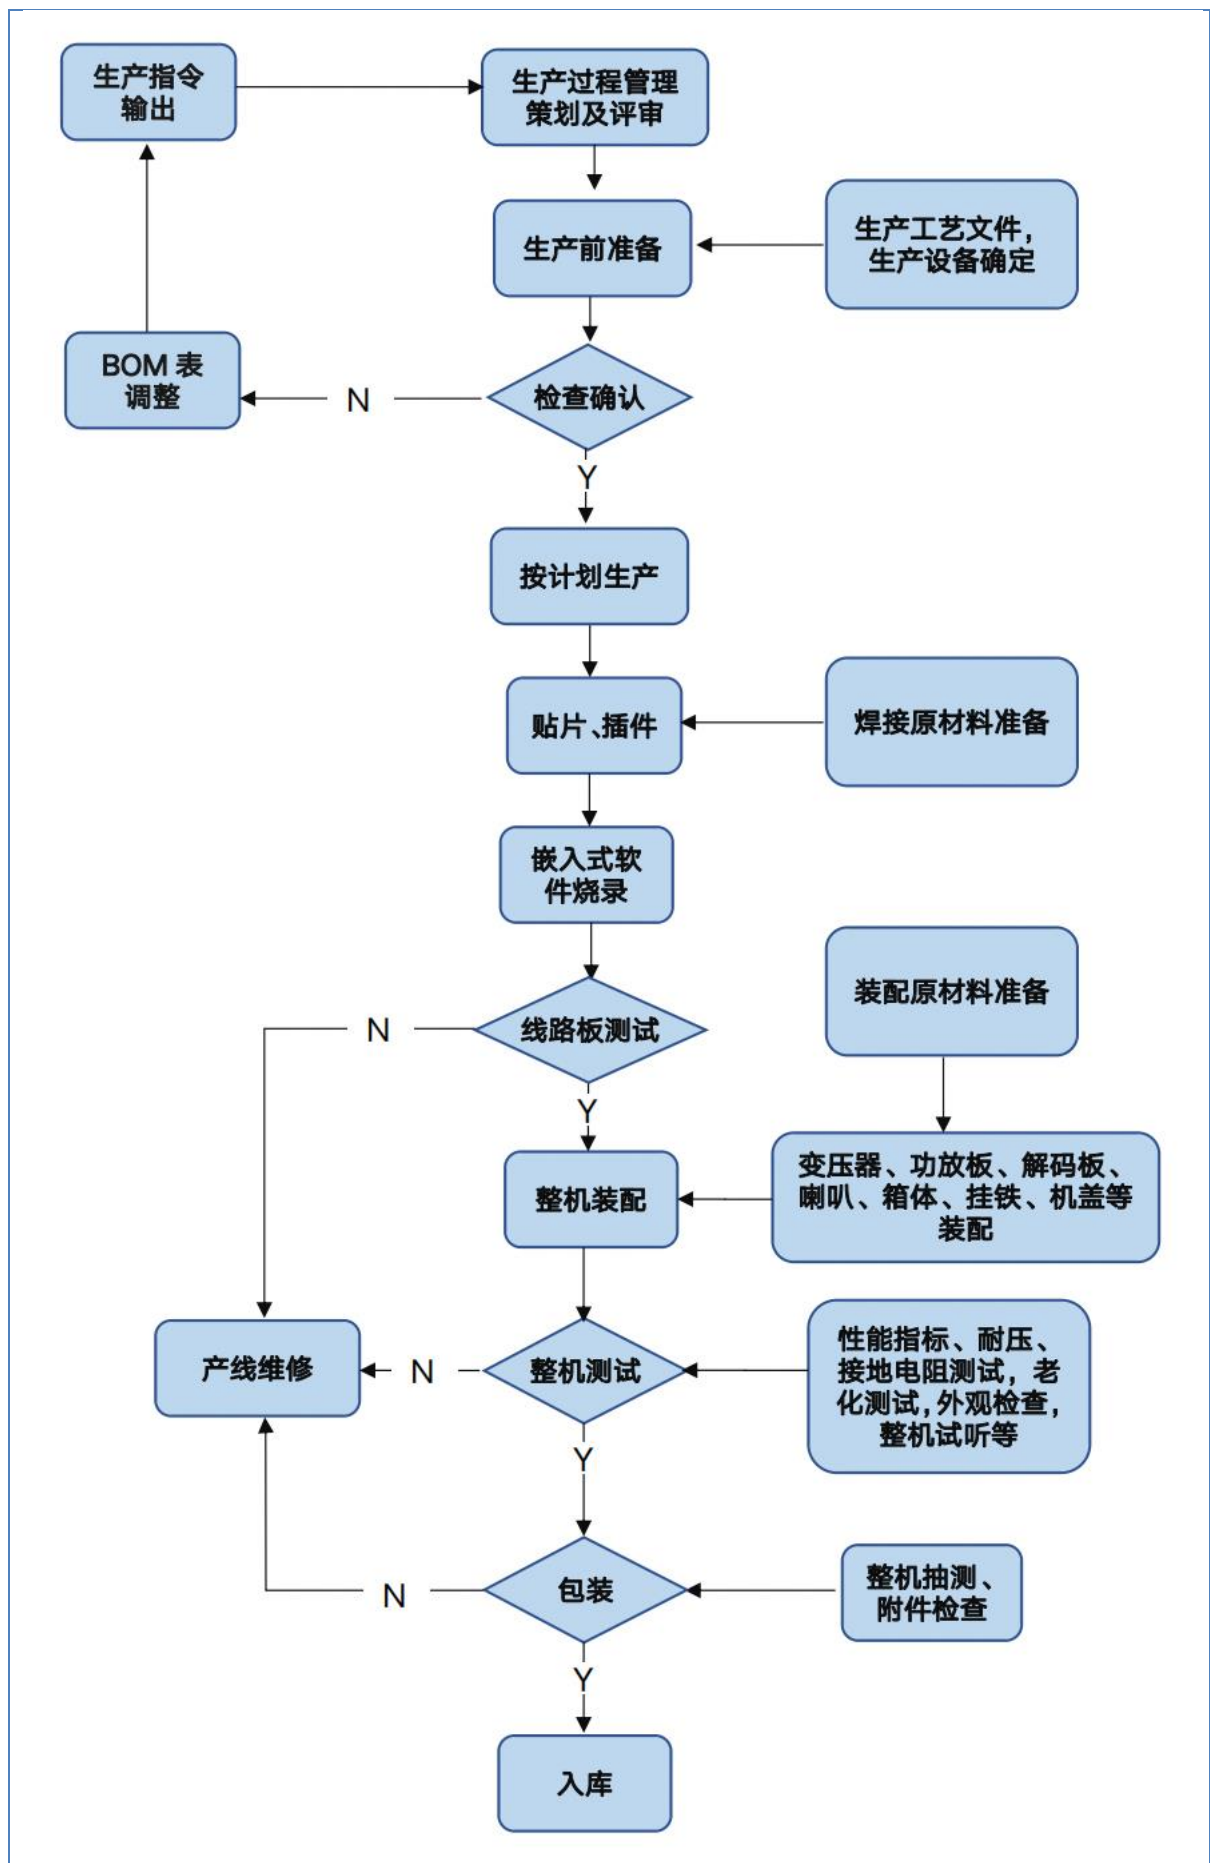 生产指令
输出
生产过程管理
策划及评审
生产前准备
生产工艺文件，
生产设备确定
BOM 表
调整
N
检查确认
Y
按计划生产
贴片、插件
焊接原材料准备
嵌入式软
件烧录
装配原材料准备
N
线路板测试
Y
整机装配
变压器、功放板、解码板、
喇叭、箱体、挂铁、机盖等
装配
产线维修
N
整机测试
性能指标、耐压、
接地电阻测试，老
化测试，外观检查，
整机试听等
Y
N
包装
整机抽测、
附件检查
Y
入库